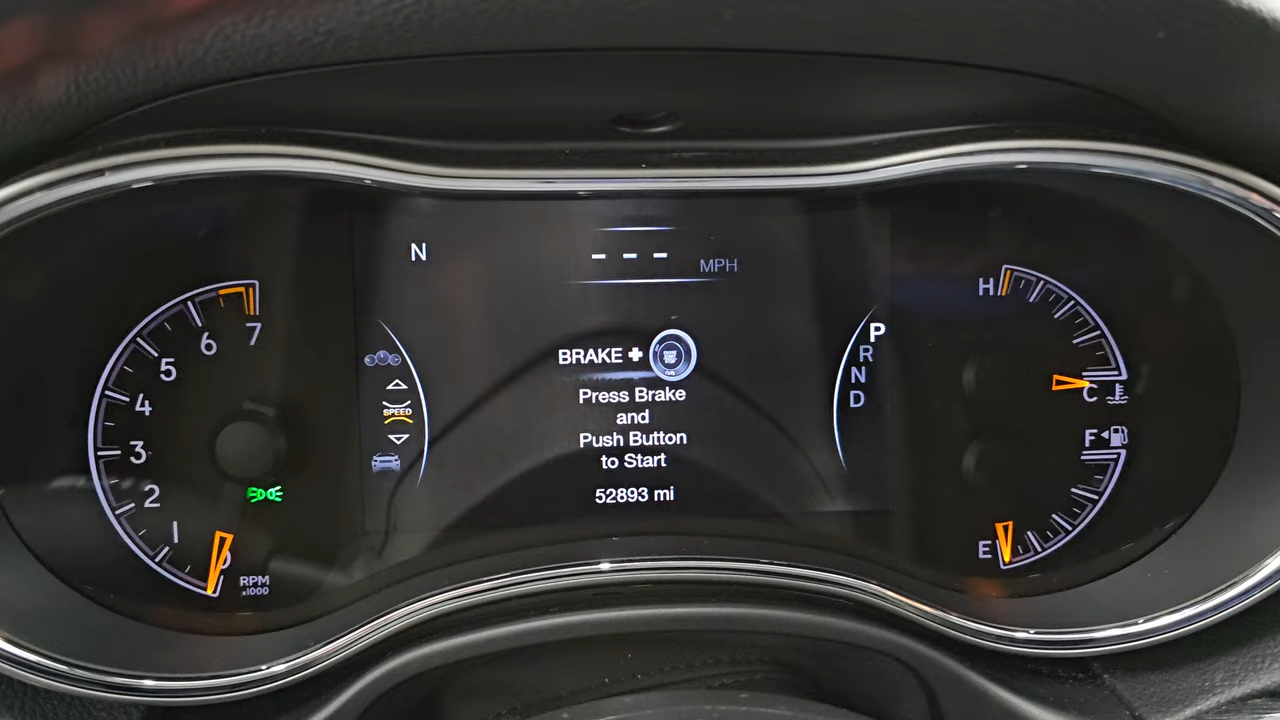 N
- - - MPH
7
6
5
4
3
2
1
0
RPM
x1000
SPEED
BRAKE +
Press Brake
and
Push Button
to Start
52893 mi
P
R
N
D
H
C
F
E